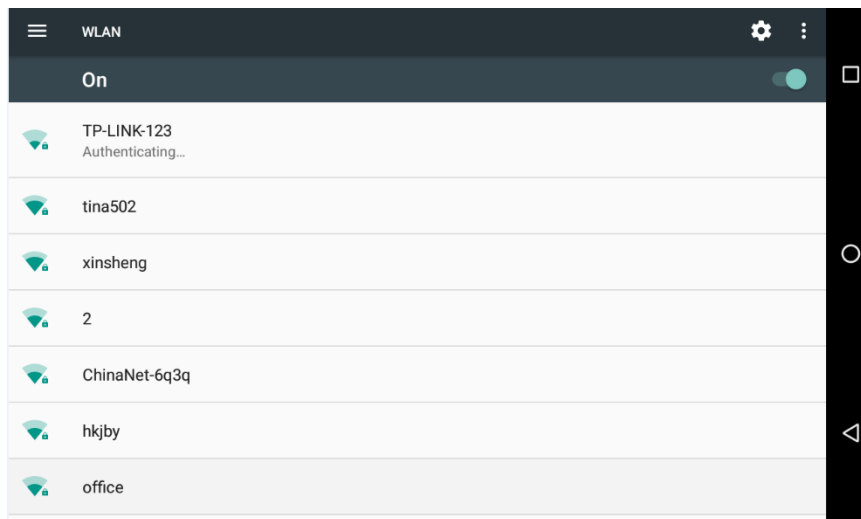 WLAN
On
TP-LINK-123
Authenticating...
tina502
xinsheng
2
ChinaNet-6q3q
hkjby
office